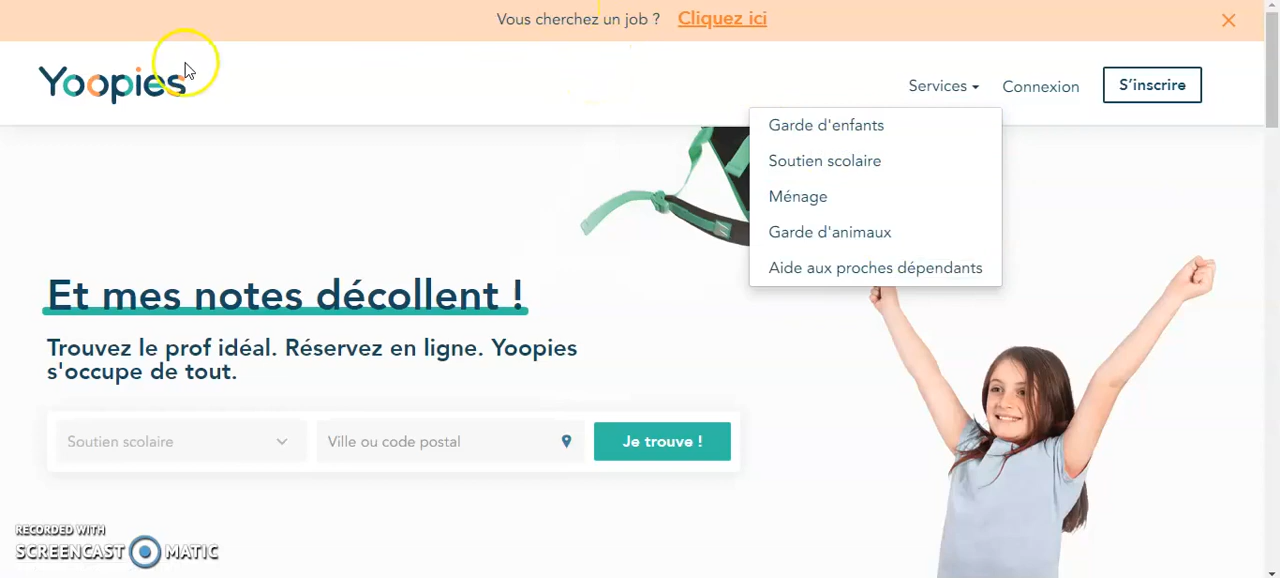 Vous cherchez un job ? Cliquez ici
Yoopies
Services Connexion S'inscrire
Garde d'enfants
Soutien scolaire
Ménage
Garde d'animaux
Aide aux proches dépendants
Et mes notes décollent !
Trouvez le prof idéal. Réservez en ligne. Yoopies
s'occupe de tout.
Soutien scolaire Ville ou code postal Je trouve !
RECORDED WITH
SCREENCAST MATIC